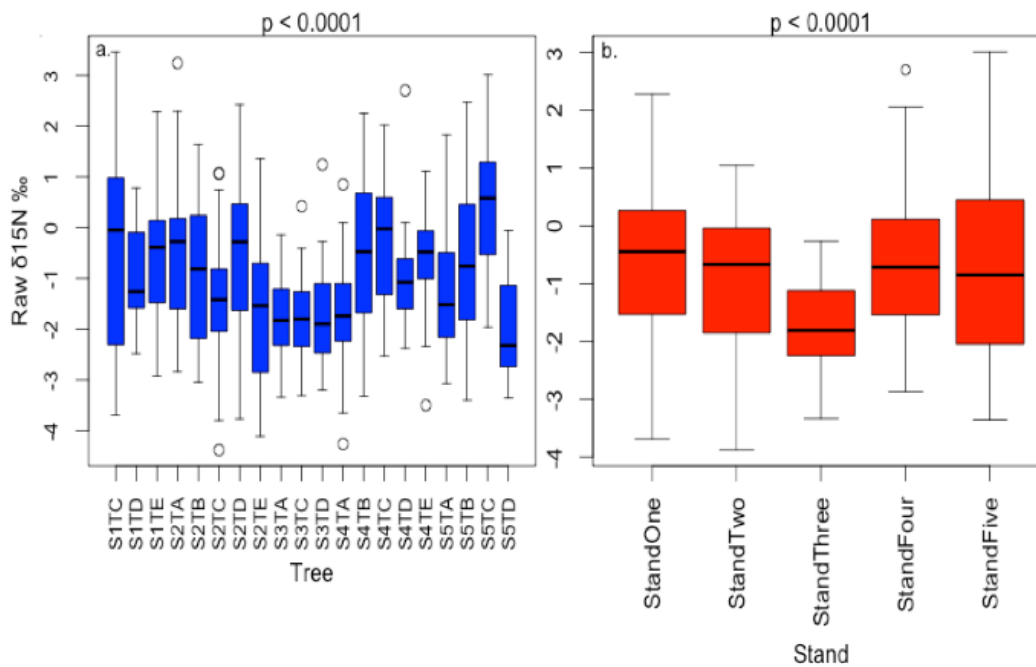 p < 0.0001
a.
Raw δ15N ‰
3
2
1
0
-1
-2
-3
-4
S1TC
S1TD
S1TE
S2TA
S2TB
S2TC
S2TD
S2TE
S3TA
S3TC
S3TD
S4TA
S4TB
S4TC
S4TD
S4TE
S5TA
S5TB
S5TC
S5TD
Tree
p < 0.0001
b.
3
2
1
0
-1
-2
-3
-4
StandOne
StandTwo
StandThree
StandFour
StandFive
Stand